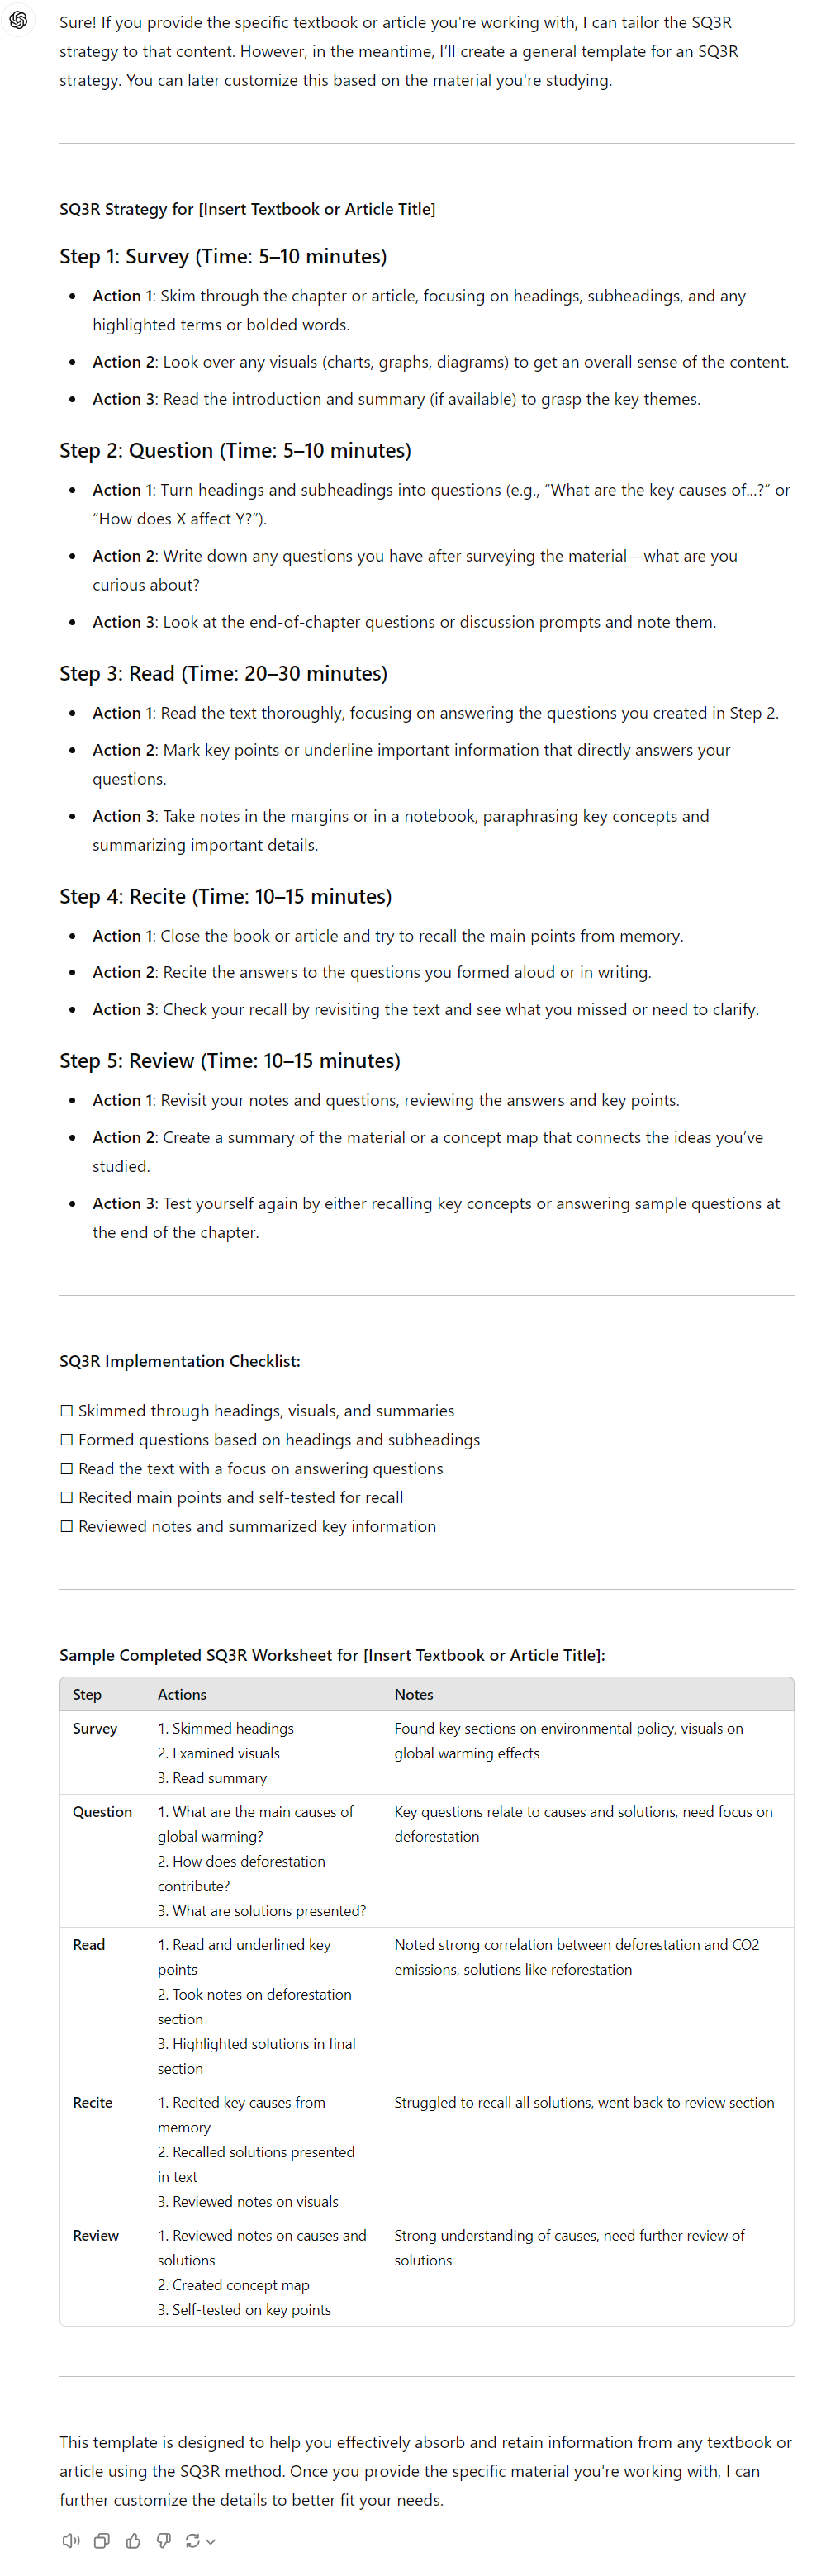 Sure! If you provide the specific textbook or article you're working with, I can tailor the SQ3R
strategy to that content. However, in the meantime, I'll create a general template for an SQ3R
strategy. You can later customize this based on the material you're studying.
SQ3R Strategy for [Insert Textbook or Article Title]
Step 1: Survey (Time: 5–10 minutes)
• Action 1: Skim through the chapter or article, focusing on headings, subheadings, and any
highlighted terms or bolded words.
• Action 2: Look over any visuals (charts, graphs, diagrams) to get an overall sense of the content.
• Action 3: Read the introduction and summary (if available) to grasp the key themes.
Step 2: Question (Time: 5–10 minutes)
• Action 1: Turn headings and subheadings into questions (e.g., “What are the key causes of...?” or
“How does X affect Y?”).
• Action 2: Write down any questions you have after surveying the material—what are you
curious about?
• Action 3: Look at the end-of-chapter questions or discussion prompts and note them.
Step 3: Read (Time: 20–30 minutes)
• Action 1: Read the text thoroughly, focusing on answering the questions you created in Step 2.
• Action 2: Mark key points or underline important information that directly answers your
questions.
• Action 3: Take notes in the margins or in a notebook, paraphrasing key concepts and
summarizing important details.
Step 4: Recite (Time: 10–15 minutes)
• Action 1: Close the book or article and try to recall the main points from memory.
• Action 2: Recite the answers to the questions you formed aloud or in writing.
• Action 3: Check your recall by revisiting the text and see what you missed or need to clarify.
Step 5: Review (Time: 10–15 minutes)
• Action 1: Revisit your notes and questions, reviewing the answers and key points.
• Action 2: Create a summary of the material or a concept map that connects the ideas you've
studied.
• Action 3: Test yourself again by either recalling key concepts or answering sample questions at
the end of the chapter.
SQ3R Implementation Checklist:
☐ Skimmed through headings, visuals, and summaries
☐ Formed questions based on headings and subheadings
☐ Read the text with a focus on answering questions
☐ Recited main points and self-tested for recall
☐ Reviewed notes and summarized key information
Sample Completed SQ3R Worksheet for [Insert Textbook or Article Title]:
Step Actions Notes
Survey
1. Skimmed headings
2. Examined visuals
3. Read summary
Found key sections on environmental policy, visuals on
global warming effects
Question
1. What are the main causes of
global warming?
2. How does deforestation
contribute?
3. What are solutions presented?
Key questions relate to causes and solutions, need focus on
deforestation
Read
1. Read and underlined key
points
2. Took notes on deforestation
section
3. Highlighted solutions in final
section
Noted strong correlation between deforestation and CO2
emissions, solutions like reforestation
Recite
1. Recited key causes from
memory
2. Recalled solutions presented
in text
3. Reviewed notes on visuals
Struggled to recall all solutions, went back to review section
Review
1. Reviewed notes on causes and
solutions
2. Created concept map
3. Self-tested on key points
Strong understanding of causes, need further review of
solutions
This template is designed to help you effectively absorb and retain information from any textbook or
article using the SQ3R method. Once you provide the specific material you're working with, I can
further customize the details to better fit your needs.